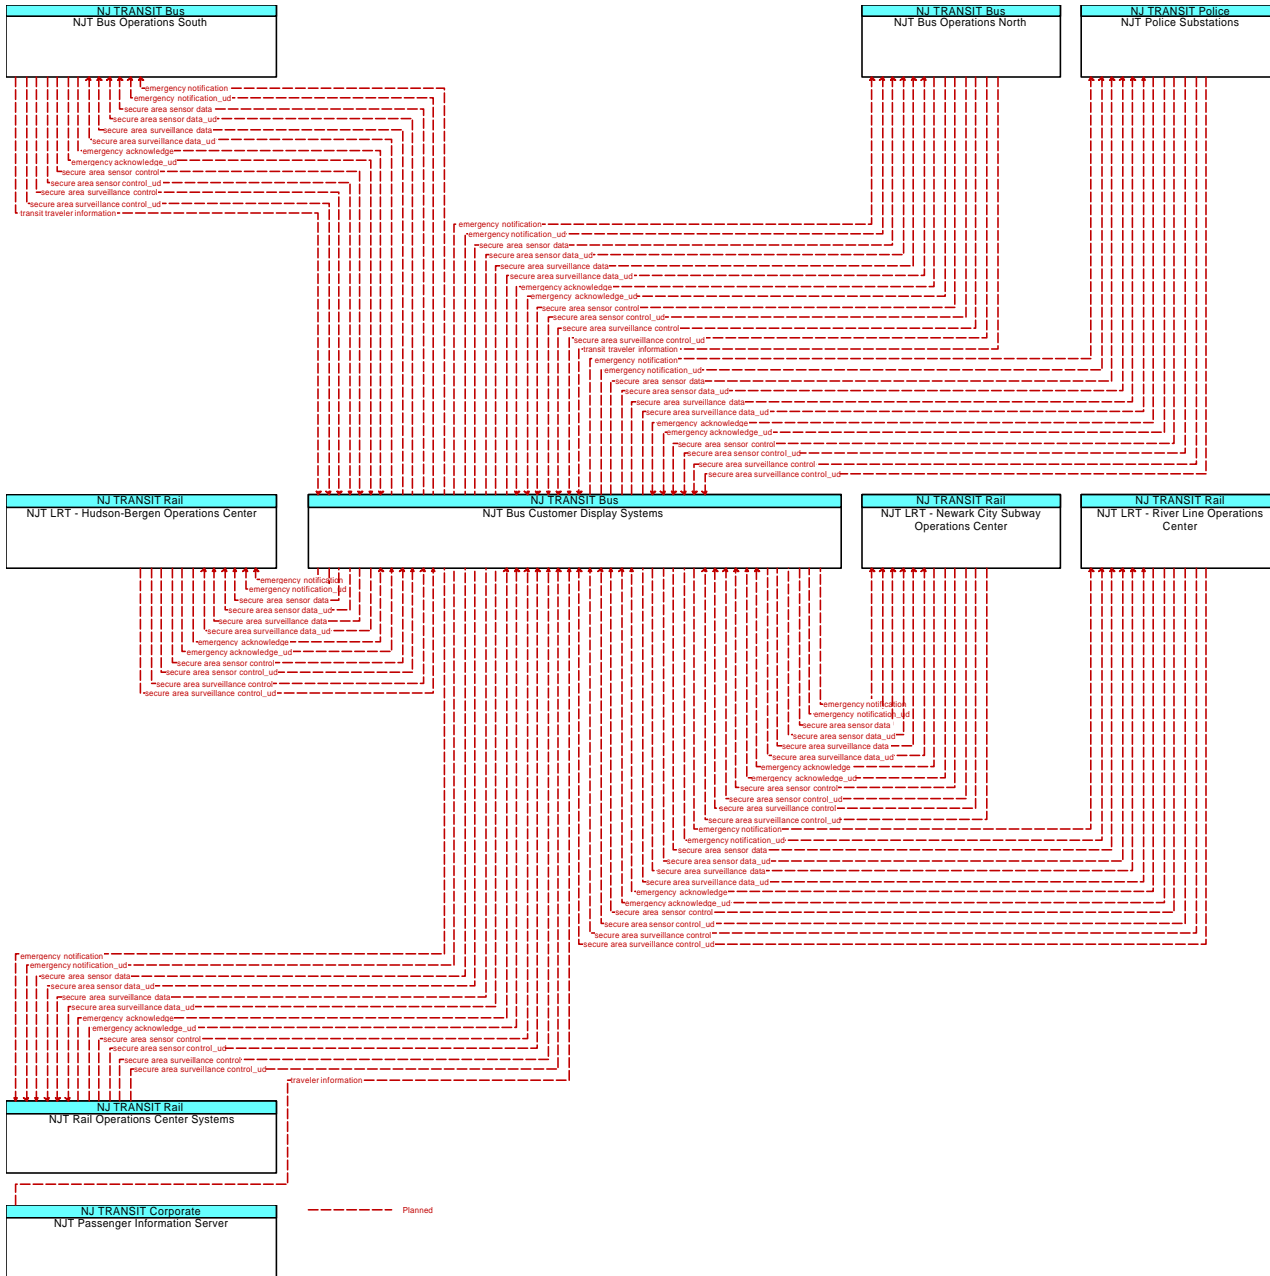 NJ TRANSIT Bus
NJT Bus Operations South
NJ TRANSIT Bus
NJT Bus Operations North
NJ TRANSIT Police
NJT Police Substations
emergency notification
emergency notification_ud
secure area sensor data
secure area sensor data_ud
secure area surveillance data
secure area surveillance data_ud
emergency acknowledge
emergency acknowledge_ud
secure area sensor control
secure area sensor control_ud
secure area surveillance control
secure area surveillance control_ud
transit traveler information
emergency notification
emergency notification_ud
secure area sensor data
secure area sensor data_ud
secure area surveillance data
secure area surveillance data_ud
emergency acknowledge
emergency acknowledge_ud
secure area sensor control
secure area sensor control_ud
secure area surveillance control
secure area surveillance control_ud
transit traveler information
emergency notification
emergency notification_ud
secure area sensor data
secure area sensor data_ud
secure area surveillance data
secure area surveillance data_ud
emergency acknowledge
emergency acknowledge_ud
secure area sensor control
secure area sensor control_ud
secure area surveillance control
secure area surveillance control_ud
NJ TRANSIT Rail
NJT LRT - Hudson-Bergen Operations Center
NJ TRANSIT Bus
NJT Bus Customer Display Systems
NJ TRANSIT Rail
NJT LRT - Newark City Subway
Operations Center
NJ TRANSIT Rail
NJT LRT - River Line Operations
Center
emergency notification
emergency notification_ud
secure area sensor data
secure area sensor data_ud
secure area surveillance data
secure area surveillance data_ud
emergency acknowledge
emergency acknowledge_ud
secure area sensor control
secure area sensor control_ud
secure area surveillance control
secure area surveillance control_ud
emergency notification
emergency notification_ud
secure area sensor data
secure area sensor data_ud
secure area surveillance data
secure area surveillance data_ud
emergency acknowledge
emergency acknowledge_ud
secure area sensor control
secure area sensor control_ud
secure area surveillance control
secure area surveillance control_ud
emergency notification
emergency notification_ud
secure area sensor data
secure area sensor data_ud
secure area surveillance data
secure area surveillance data_ud
emergency acknowledge
emergency acknowledge_ud
secure area sensor control
secure area sensor control_ud
secure area surveillance control
secure area surveillance control_ud
emergency notification
emergency notification_ud
secure area sensor data
secure area sensor data_ud
secure area surveillance data
secure area surveillance data_ud
emergency acknowledge
emergency acknowledge_ud
secure area sensor control
secure area sensor control_ud
secure area surveillance control
secure area surveillance control_ud
traveler information
NJ TRANSIT Rail
NJT Rail Operations Center Systems
NJ TRANSIT Corporate
NJT Passenger Information Server
Planned